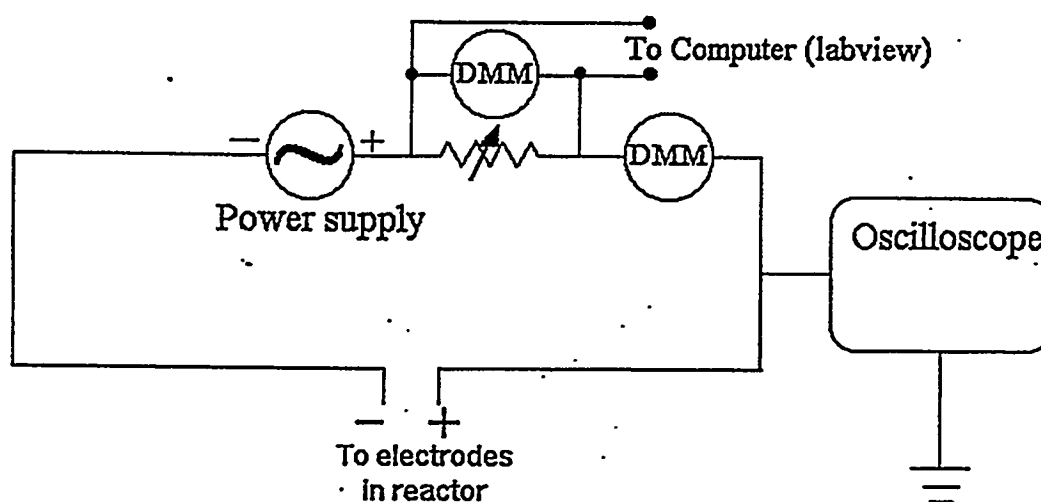 To Computer (labview)
DMM
− +
DMM
Power supply
Oscilloscope
− +
To electrodes
in reactor